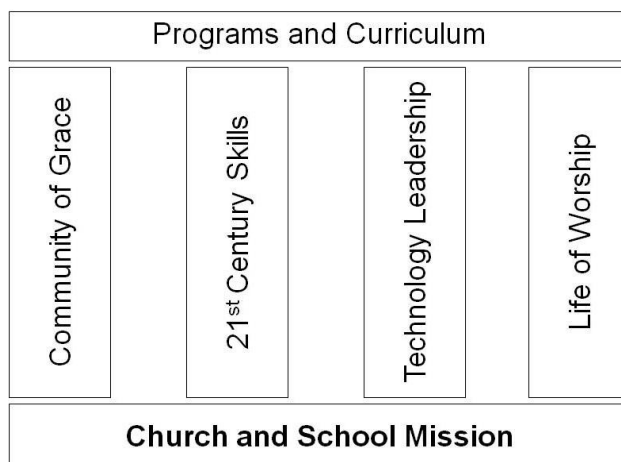 Programs and Curriculum
Community of Grace
21st Century Skills
Technology Leadership
Life of Worship
Church and School Mission